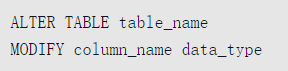 ALTER TABLE table_name
MODIFY column_name data_type